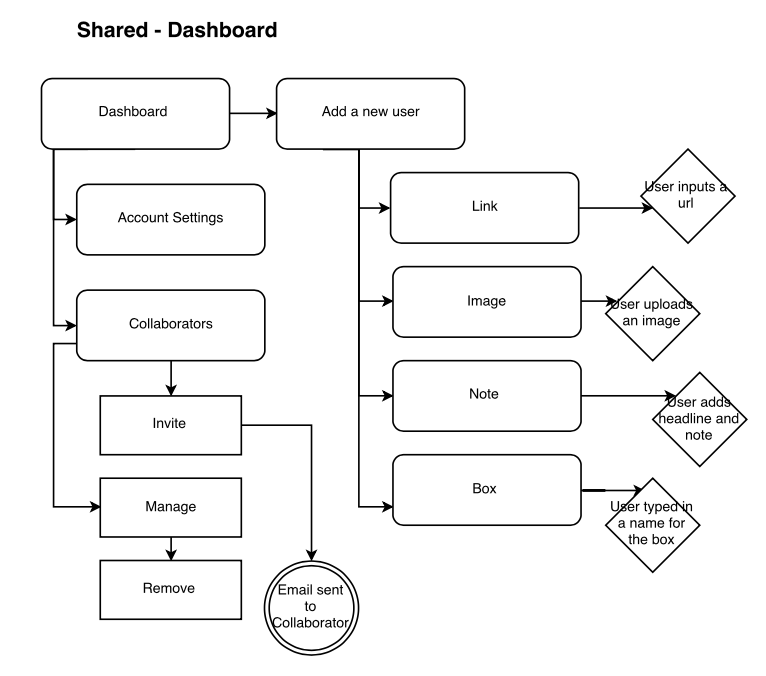 Shared - Dashboard
Dashboard
Add a new user
Account Settings
Collaborators
Invite
Manage
Remove
Email sent
to
Collaborator
Link
User inputs a
url
Image
User uploads
an image
Note
User adds
headline and
note
Box
User typed in
a name for
the box